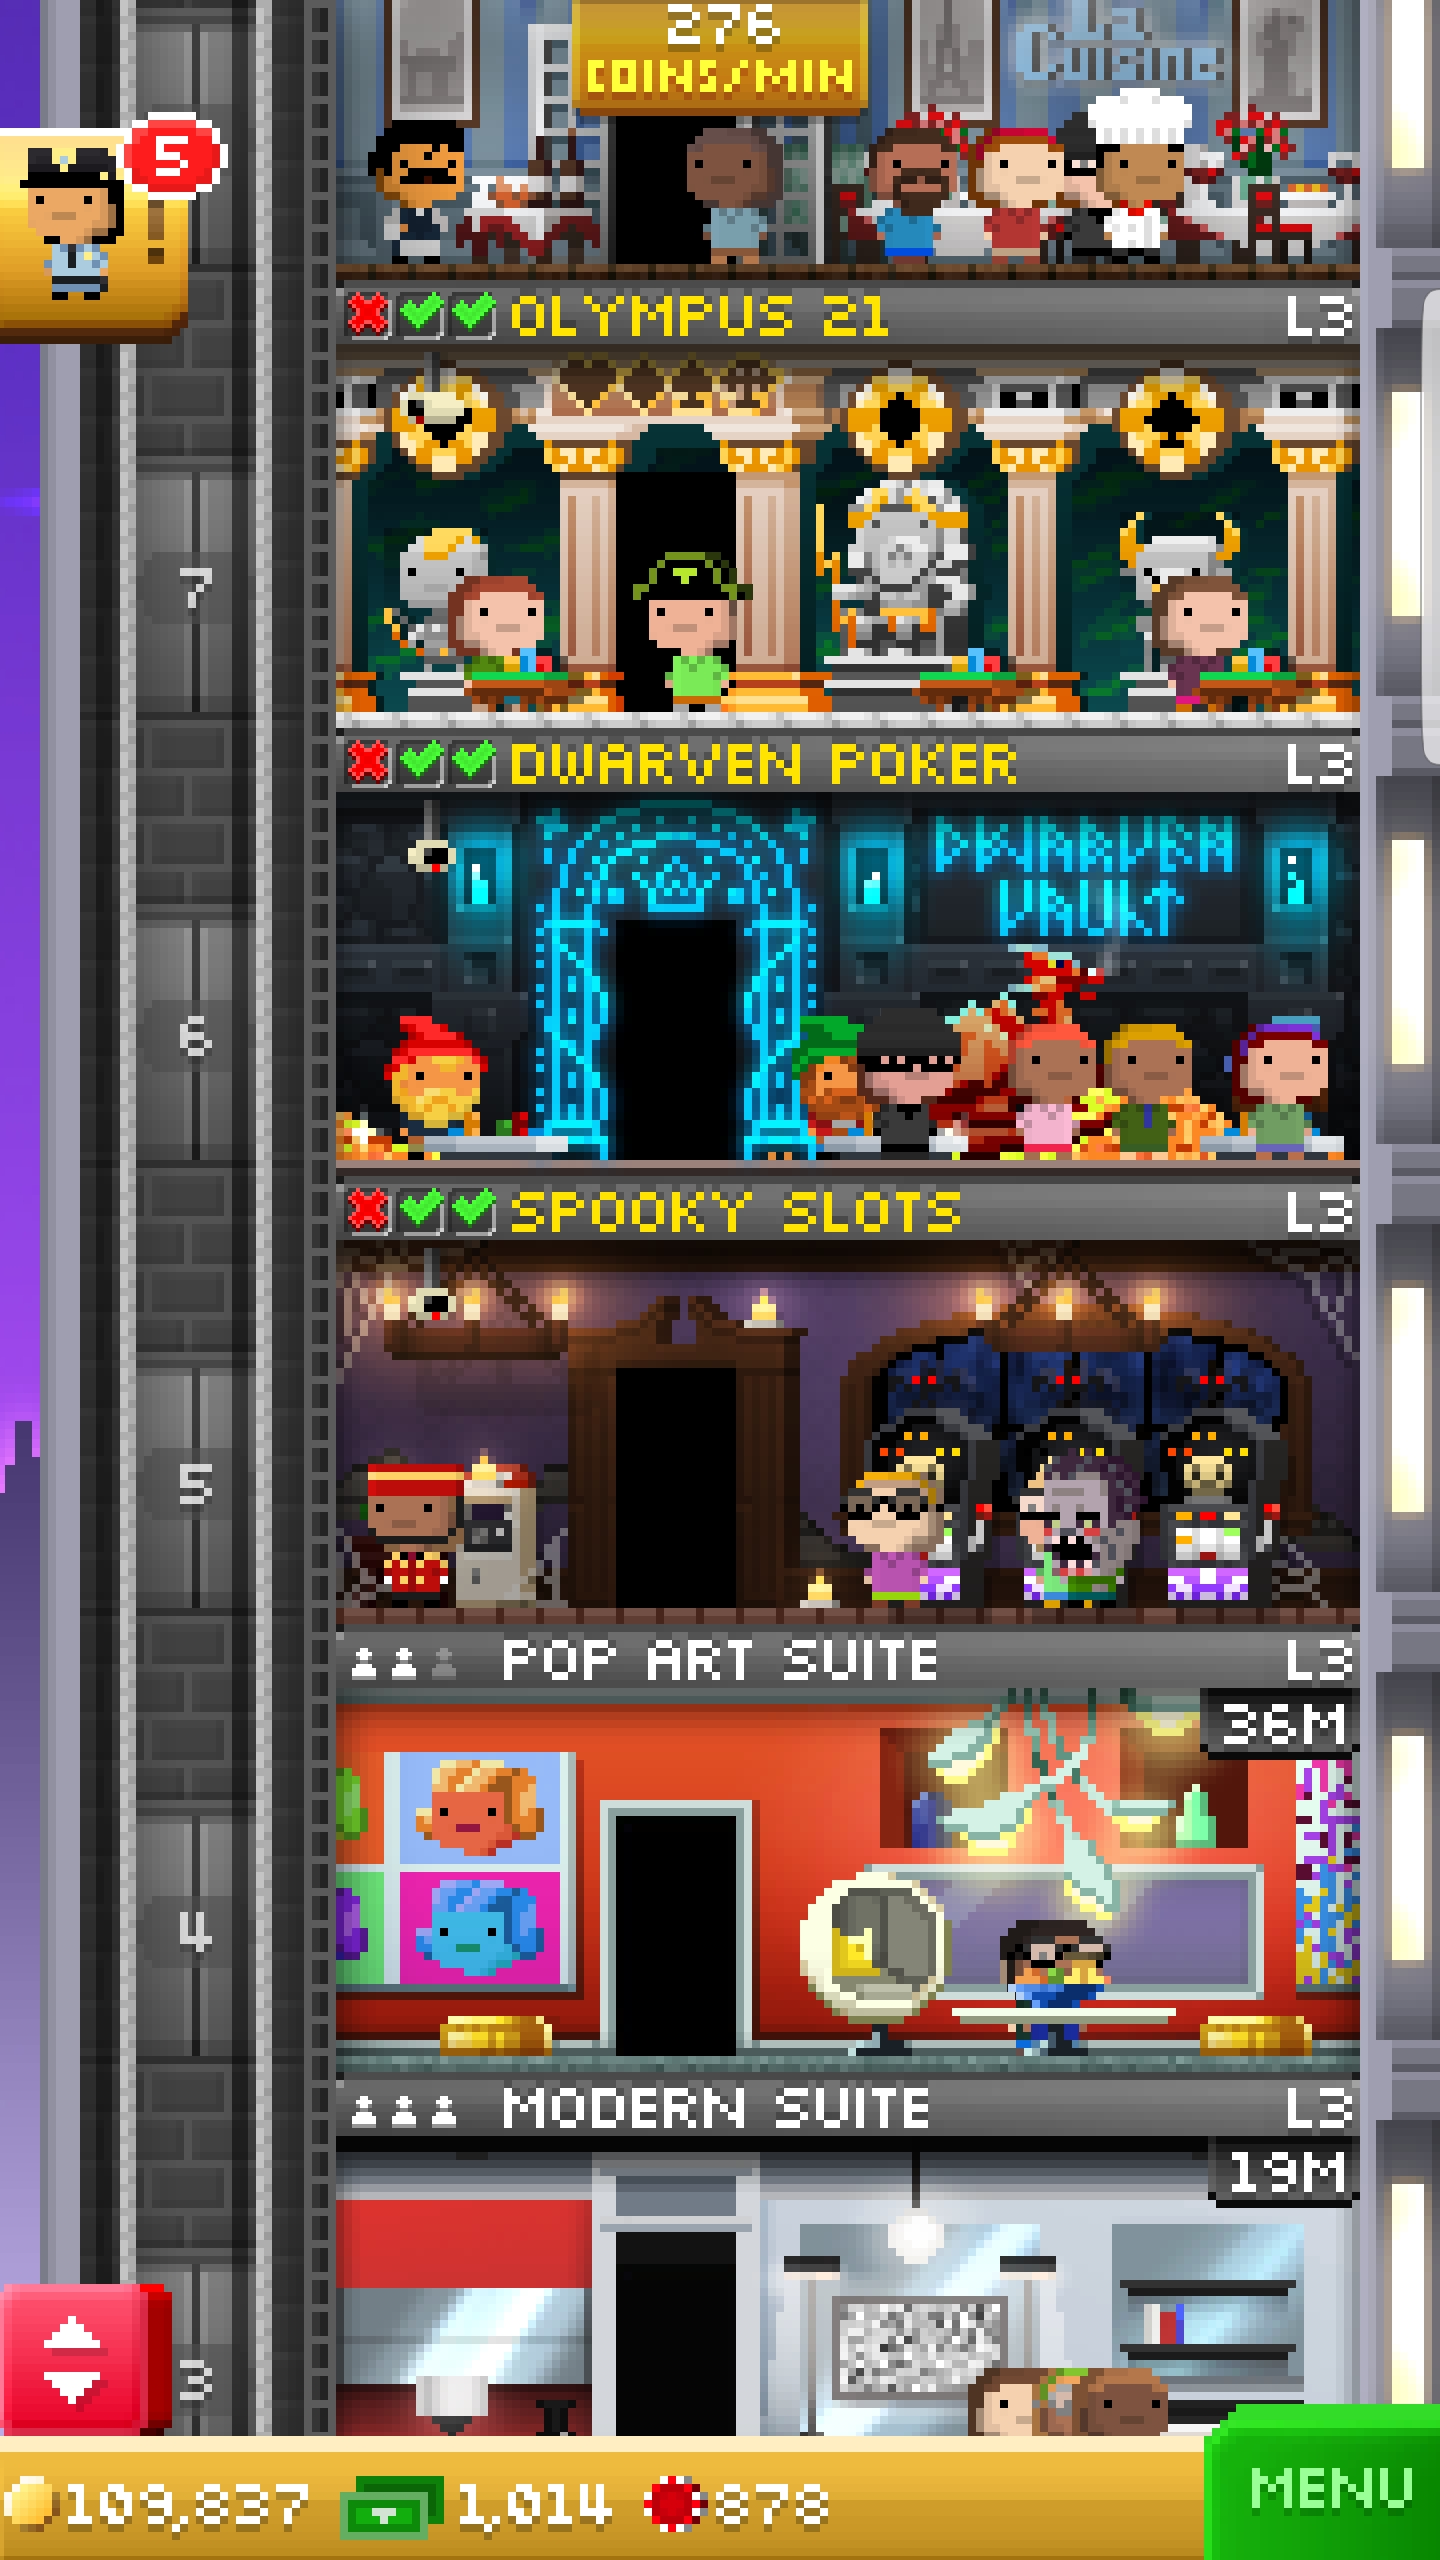 La
Cuisine
276
COINS/MIN
5
OLYMPUS 21 L3
7
DWARVEN POKER L3
DWARVEN
VAULT
6
SPOOKY SLOTS L3
5
POP ART SUITE L3
36M
4
MODERN SUITE L3
19M
3
109,837 1,014 878
MENU